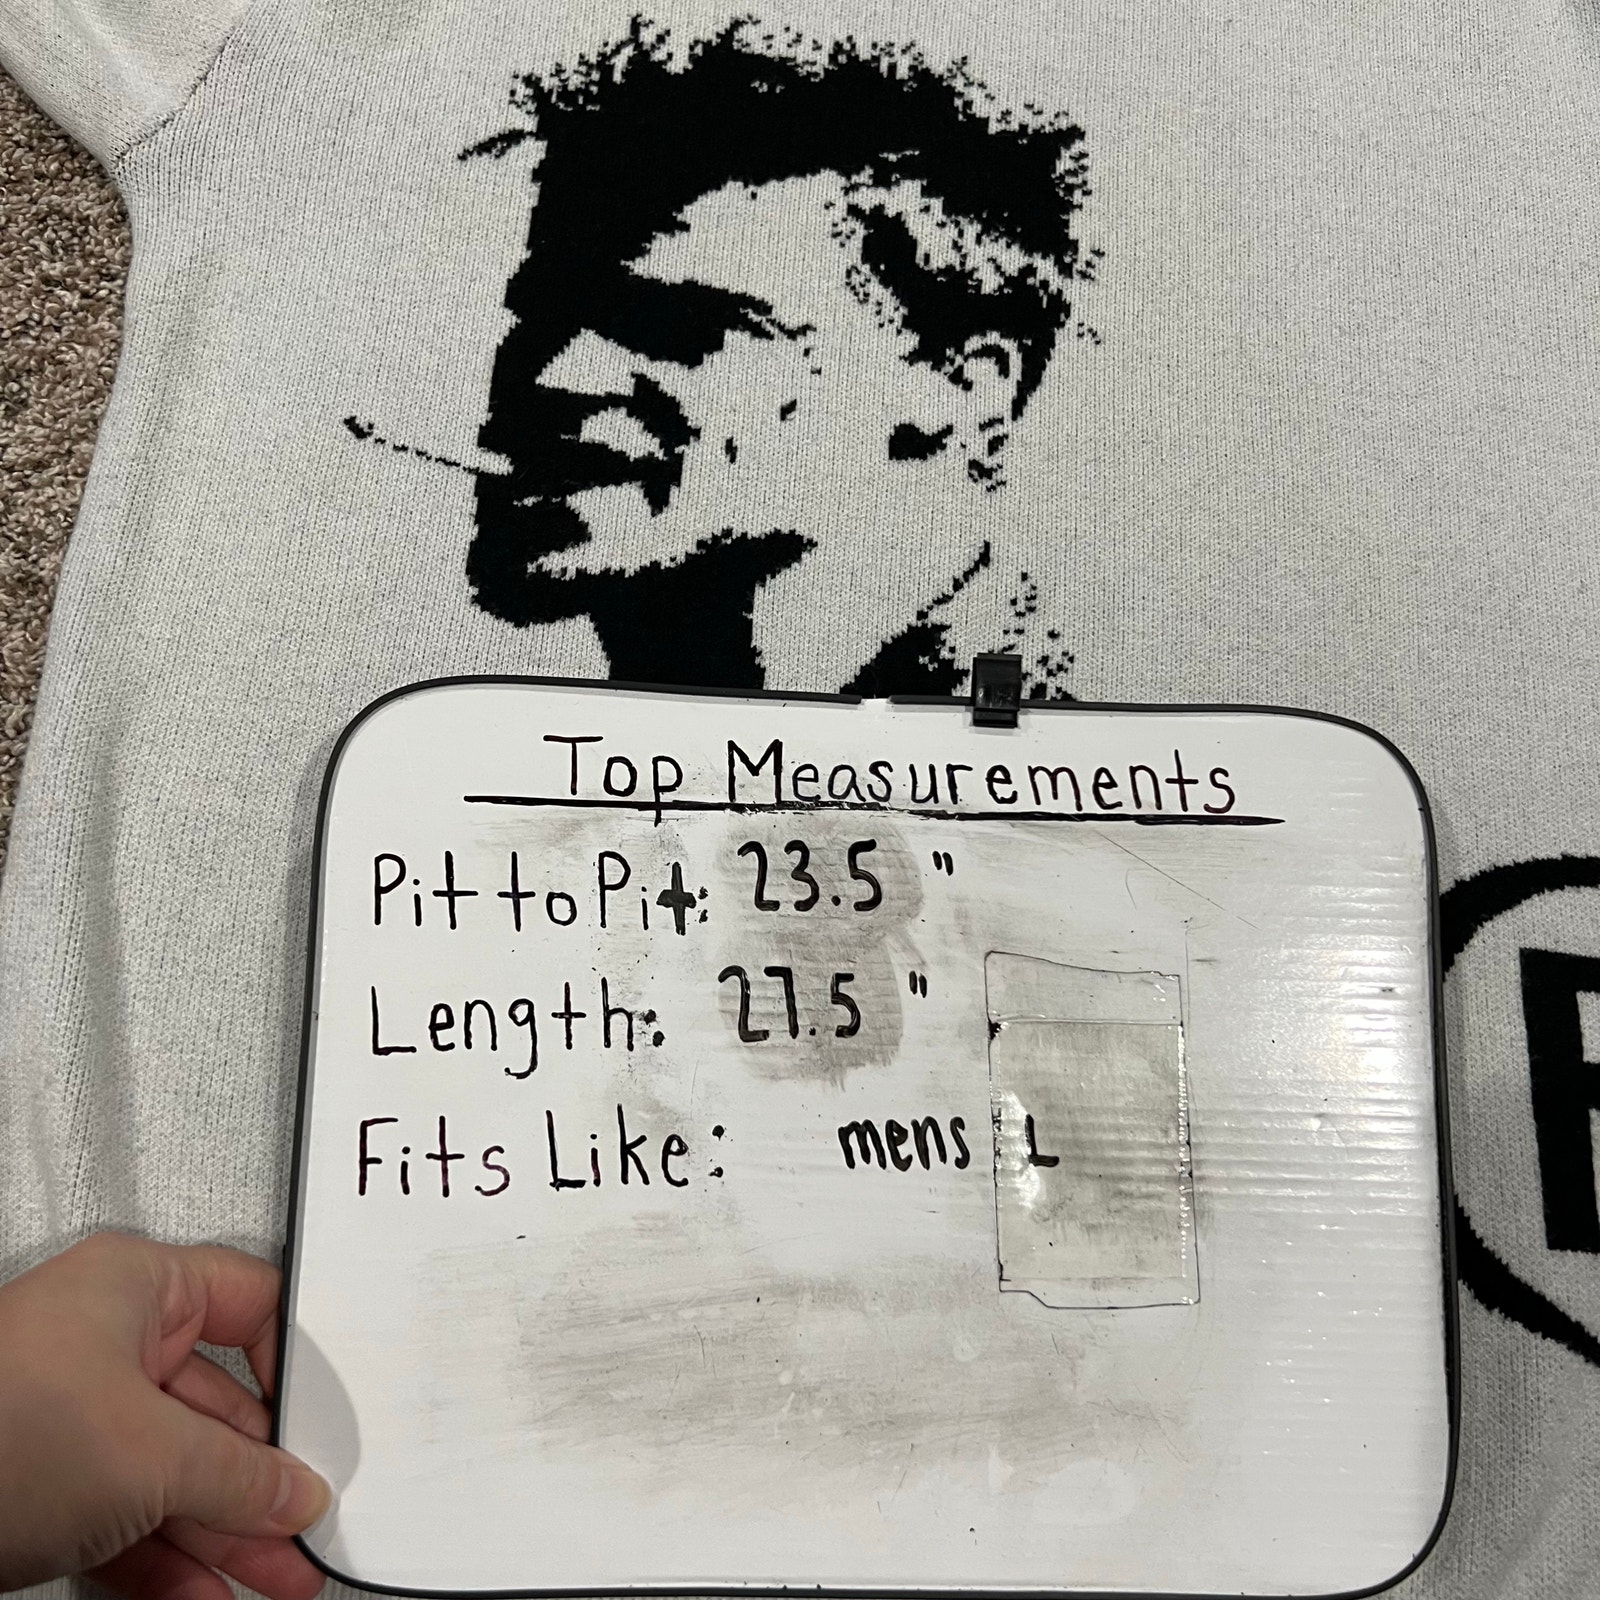 Top Measurements
Pit to Pit: 23.5 "
Length: 27.5 "
Fits Like: mens L